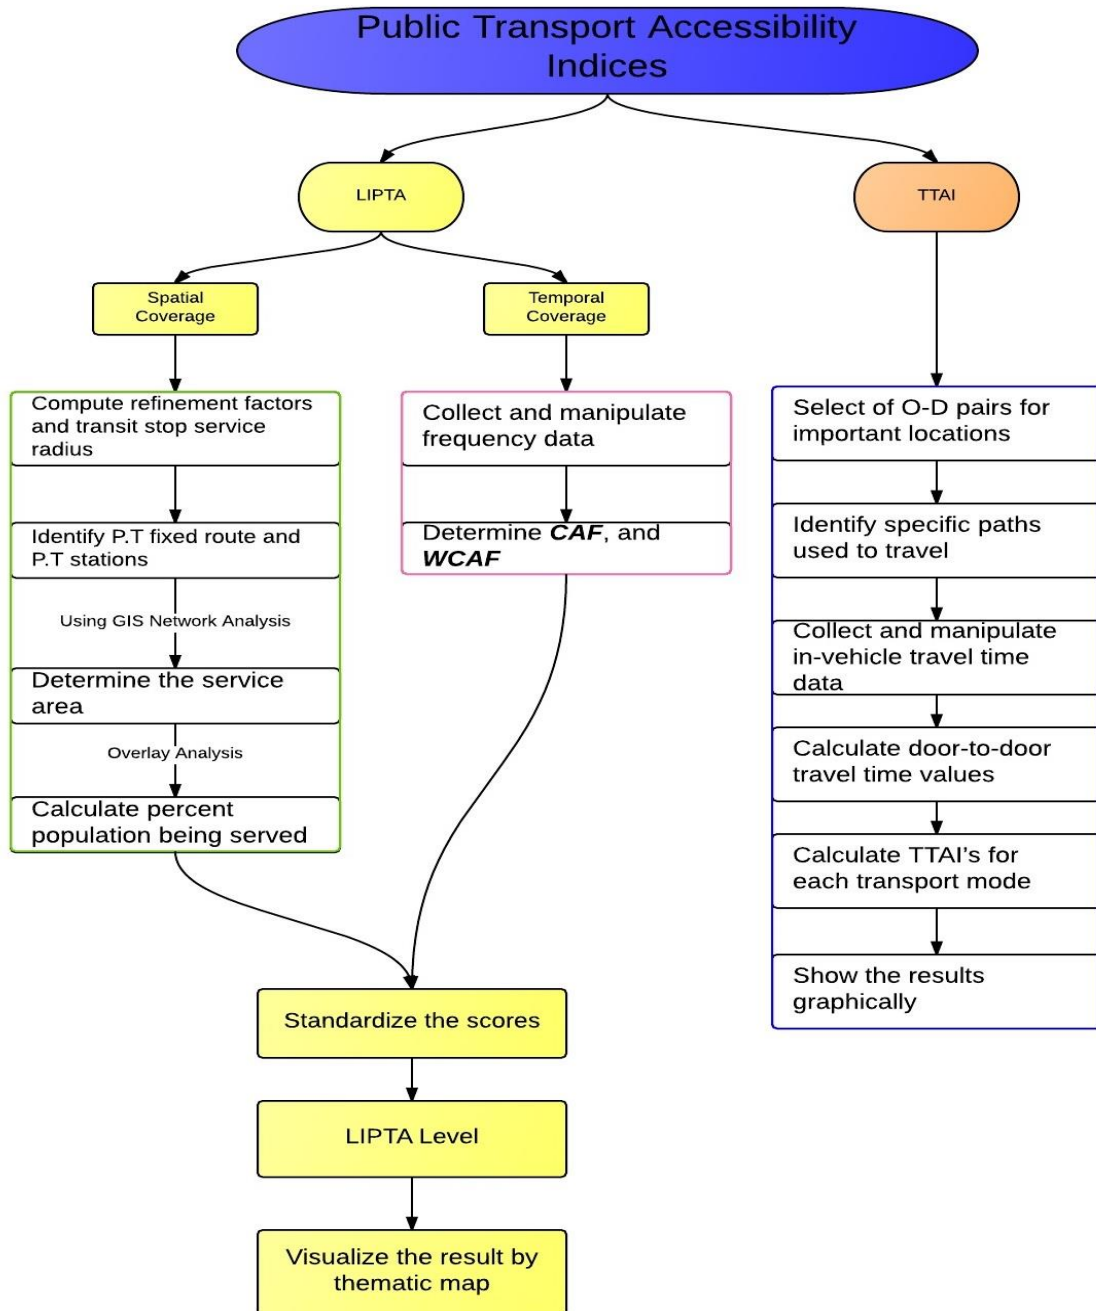 Public Transport Accessibility
Indices
LIPTA
TTAI
Spatial
Coverage
Temporal
Coverage
Compute refinement factors
and transit stop service
radius
Identify P.T fixed route and
P.T stations
Using GIS Network Analysis
Determine the service
area
Overlay Analysis
Calculate percent
population being served
Collect and manipulate
frequency data
Determine CAF, and
WCAF
Select of O-D pairs for
important locations
Identify specific paths
used to travel
Collect and manipulate
in-vehicle travel time
data
Calculate door-to-door
travel time values
Calculate TTAI's for
each transport mode
Show the results
graphically
Standardize the scores
LIPTA Level
Visualize the result by
thematic map